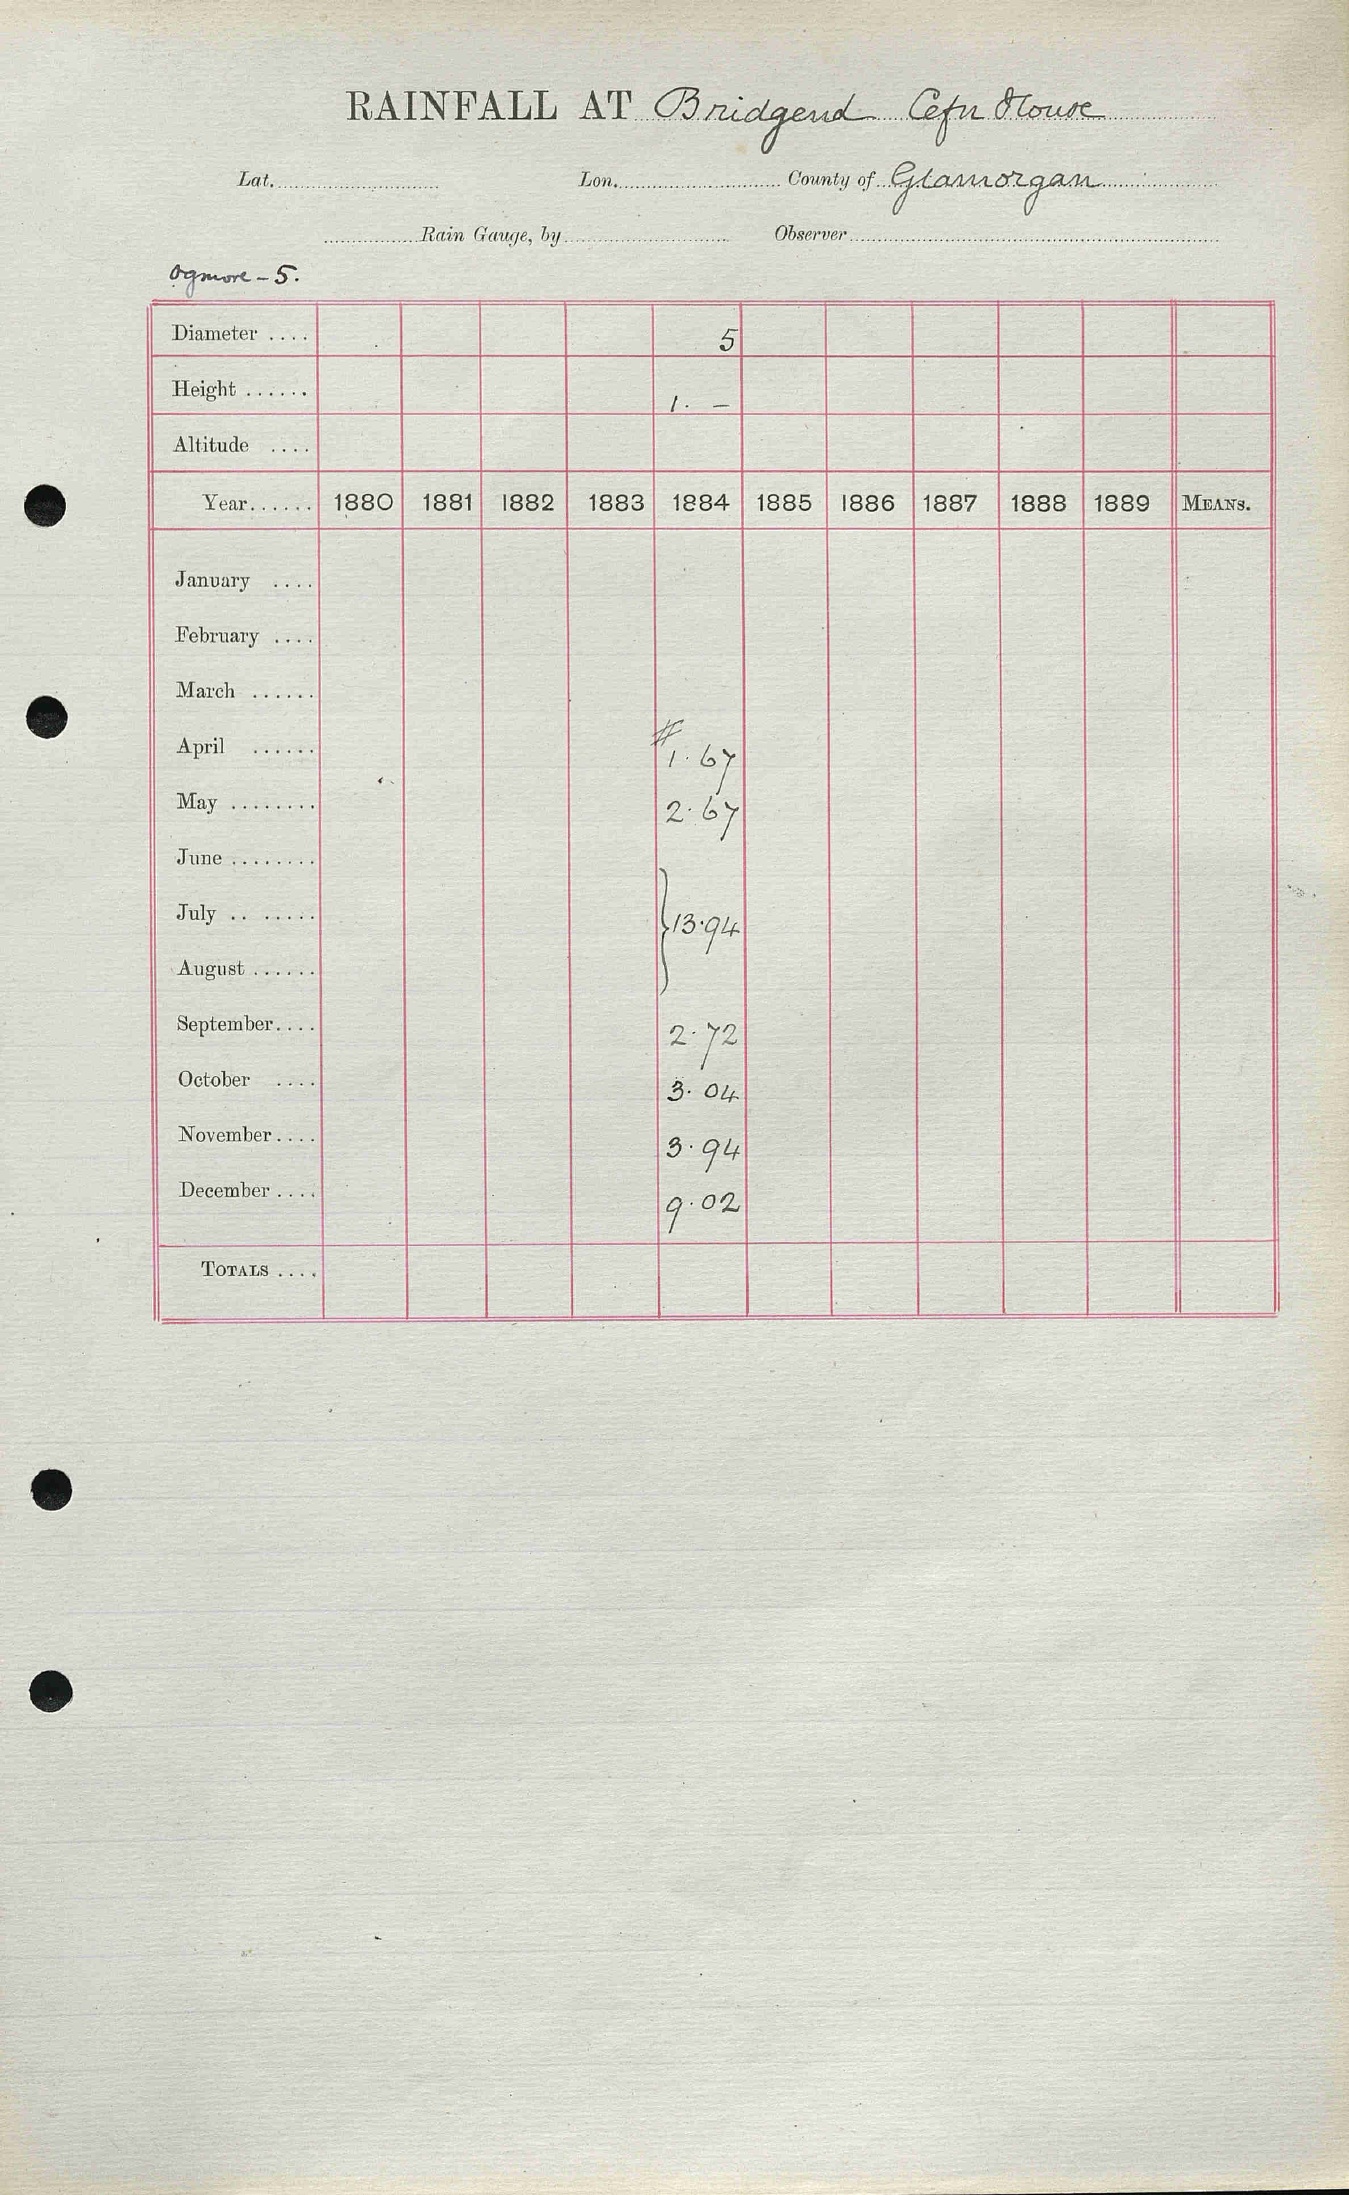 RAINFALL AT Bridgend Cefn House
Lat. Lon. County of Glamorgan
Rain Gauge, by Observer
Ogmore – 5.
Diameter .... 5
Height ...... 1. –
Altitude ....
Year...... 1880 1881 1882 1883 1884 1885 1886 1887 1888 1889 MEANS.
January ....
February ....
March ......
#
April ...... 1.67
May ........ 2.67
June ........
July .. ..... } 13.94
August ......
September.... 2.72
October .... 3.04
November.... 3.94
December .... 9.02
TOTALS ....